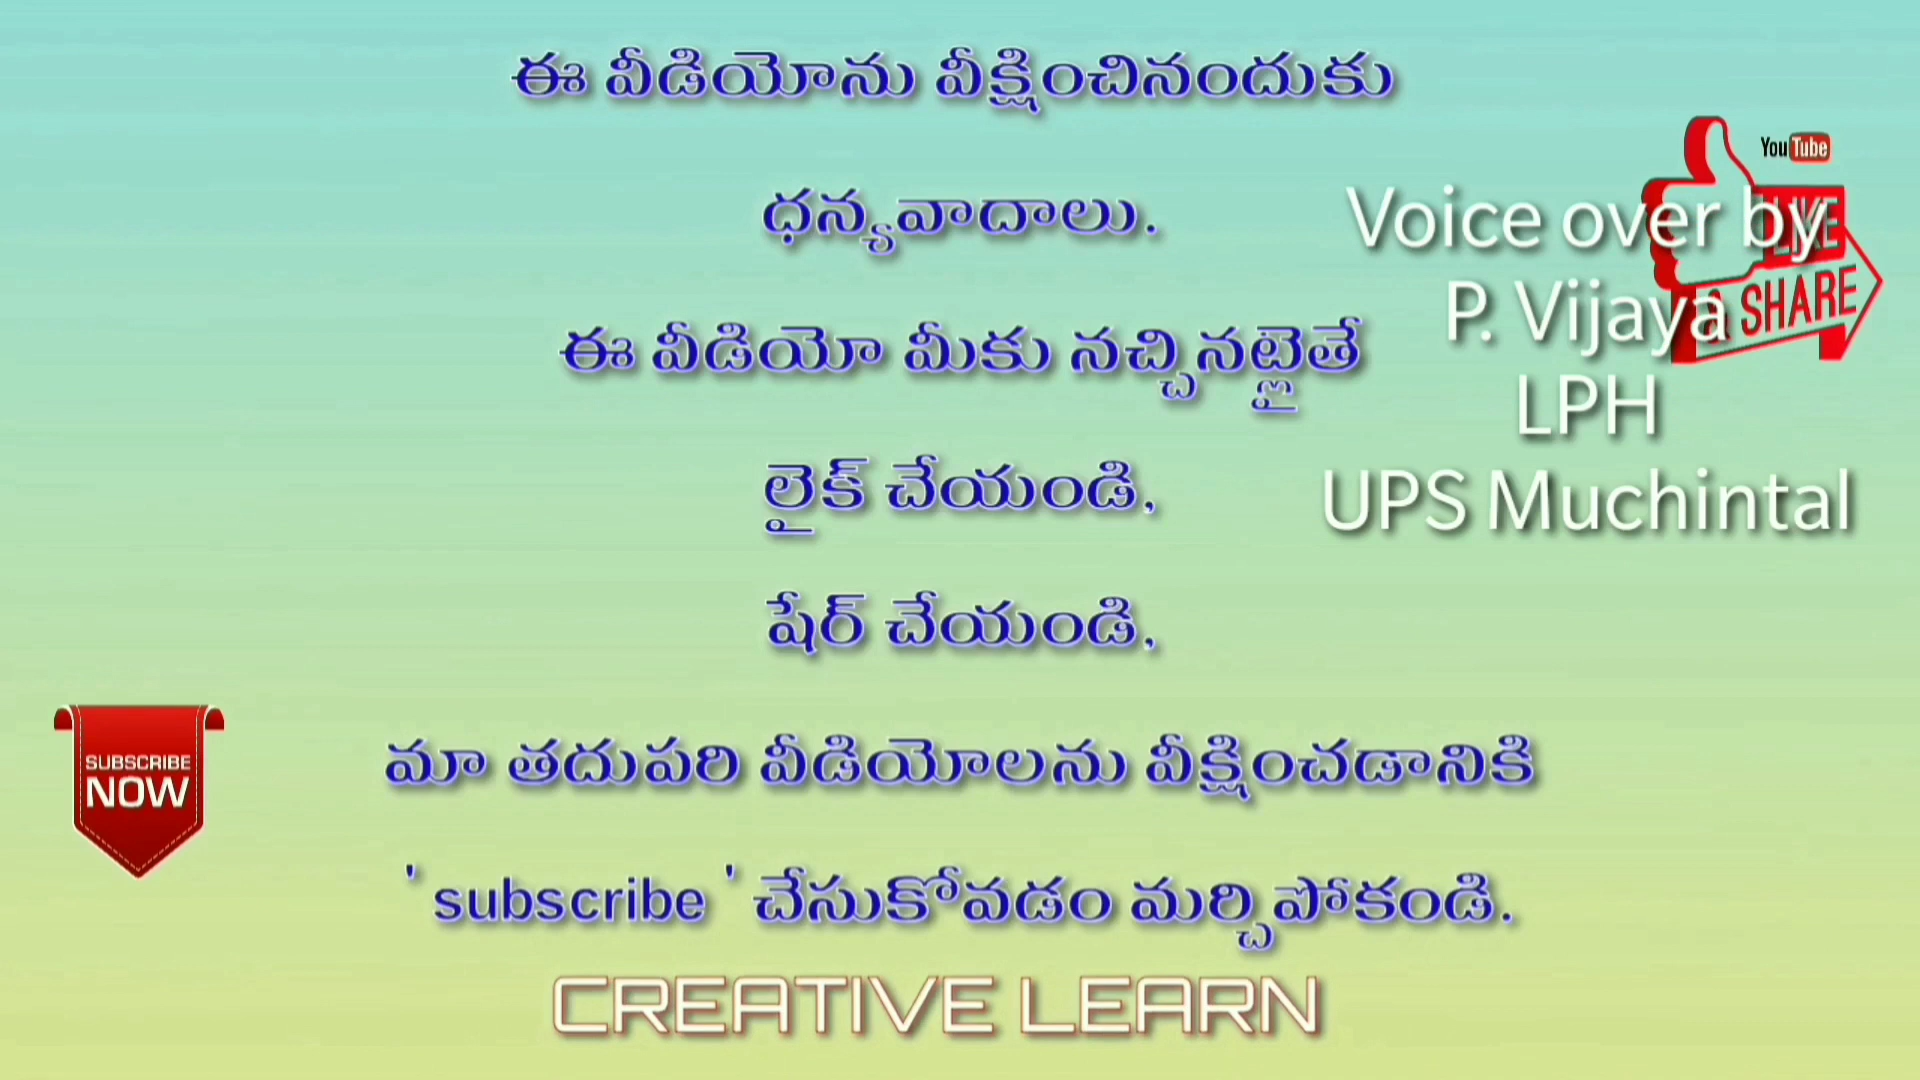 ఈ వీడియోను వీక్షించినందుకు
ధన్యవాదాలు.
ఈ వీడియో మీకు నచ్చినట్లైతే
లైక్ చేయండి,
షేర్ చేయండి,
మా తదుపరి వీడియోలను వీక్షించడానికి
' subscribe ' చేసుకోవడం మర్చిపోకండి.
CREATIVE LEARN
YouTube
LIKE
& SHARE
Voice over by
P. Vijaya
LPH
UPS Muchintal
SUBSCRIBE
NOW